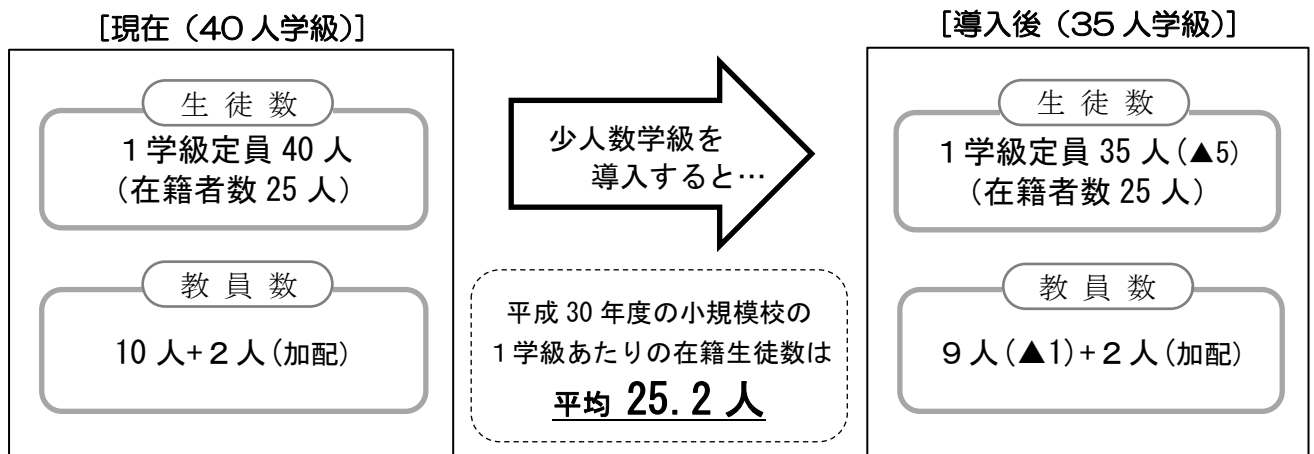 [現在（40人学級）]
生徒数
1学級定員40人
(在籍者数25人)
教員数
10人+2人(加配)
少人数学級を
導入すると…
平成30年度の小規模校の
1学級あたりの在籍生徒数は
平均 25.2人
[導入後（35人学級）]
生徒数
1学級定員35人(▲5)
(在籍者数25人)
教員数
9人(▲1)+2人(加配)